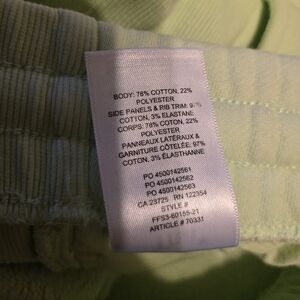 BODY: 78% COTTON, 22%
POLYESTER
SIDE PANELS & RIB TRIM: 97%
COTTON, 3% ELASTANE
CORPS: 78% COTON, 22%
POLYESTER
PANNEAUX LATÉRAUX &
GARNITURE CÔTELÉE: 97%
COTON, 3% ÉLASTHANNE
PO 4500142561
PO 4500142562
PO 4500142563
CA 23725 RN 122354
STYLE #
FFS3-60155-21
ARTICLE # 70331